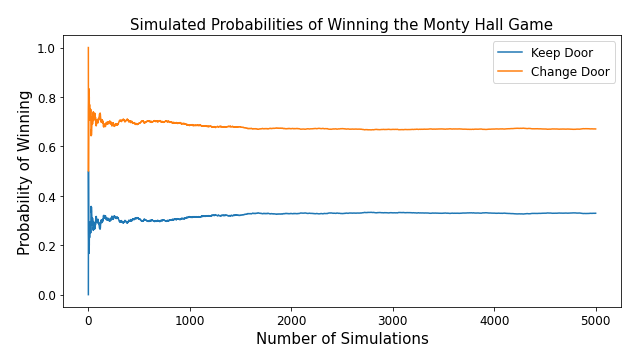 Simulated Probabilities of Winning the Monty Hall Game
Keep Door
Change Door
Probability of Winning
1.0
0.8
0.6
0.4
0.2
0.0
0
1000
2000
3000
4000
5000
Number of Simulations